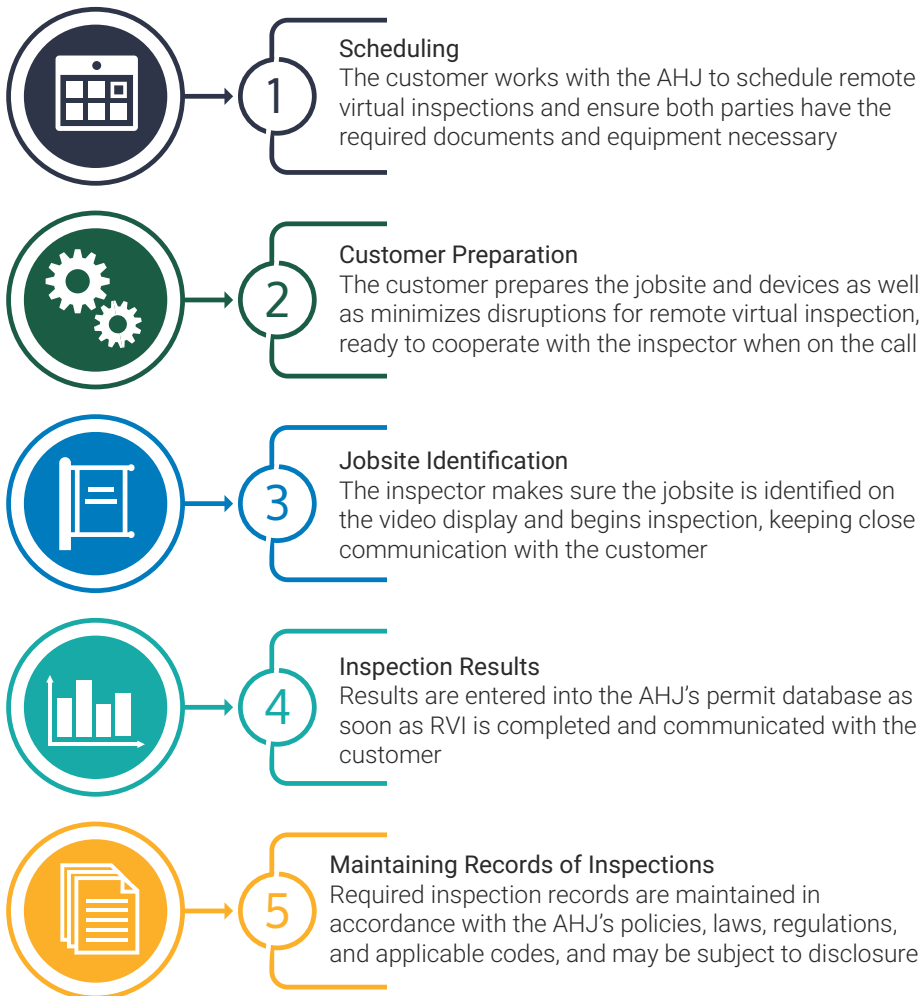 1
Scheduling
The customer works with the AHJ to schedule remote
virtual inspections and ensure both parties have the
required documents and equipment necessary
2
Customer Preparation
The customer prepares the jobsite and devices as well
as minimizes disruptions for remote virtual inspection,
ready to cooperate with the inspector when on the call
3
Jobsite Identification
The inspector makes sure the jobsite is identified on
the video display and begins inspection, keeping close
communication with the customer
4
Inspection Results
Results are entered into the AHJ's permit database as
soon as RVI is completed and communicated with the
customer
5
Maintaining Records of Inspections
Required inspection records are maintained in
accordance with the AHJ's policies, laws, regulations,
and applicable codes, and may be subject to disclosure